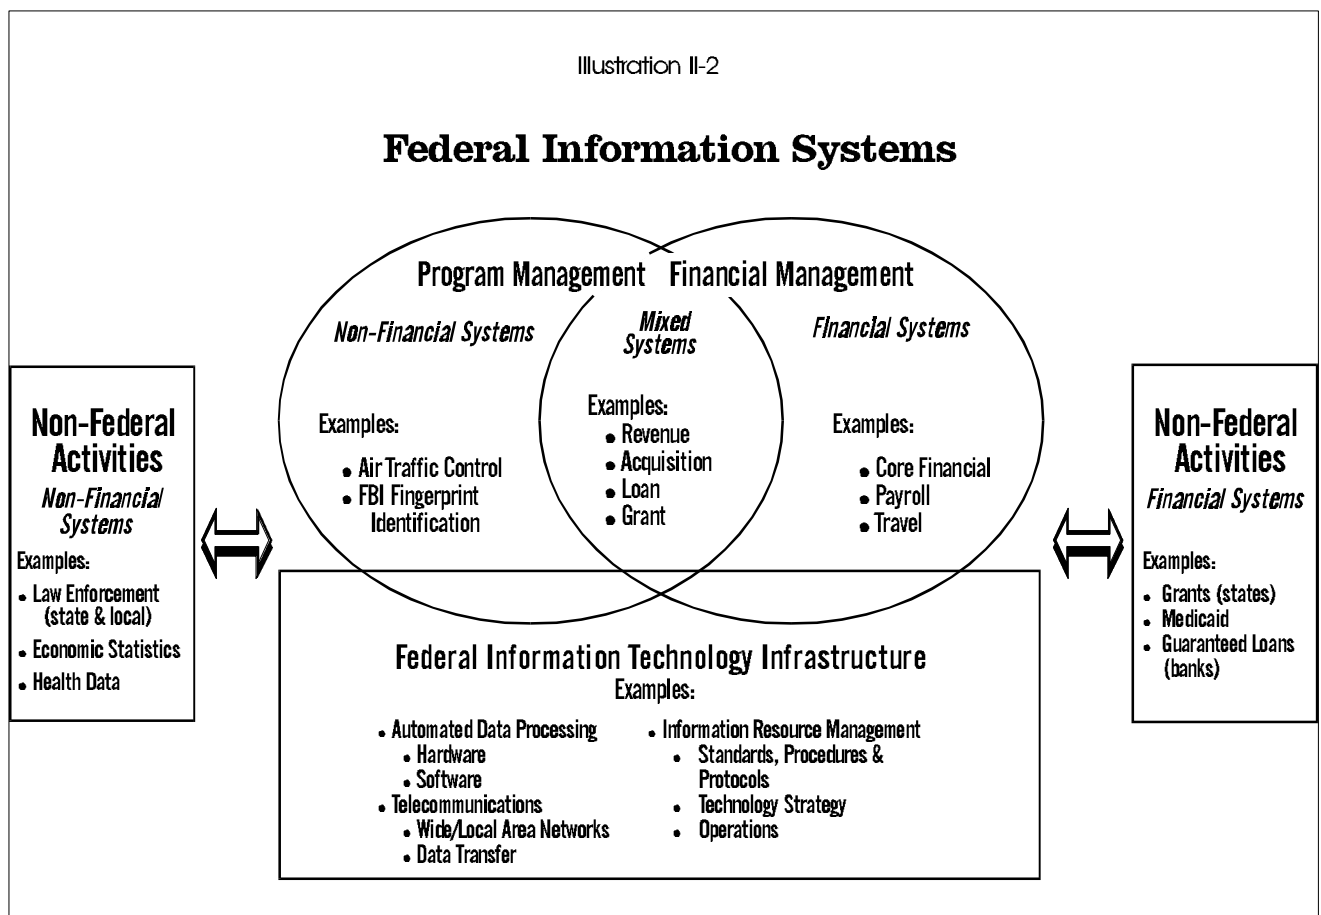 Illustration II-2
Federal Information Systems
Program Management
Financial Management
Non-Financial Systems
Examples:
• Air Traffic Control
• FBI Fingerprint
Identification
Mixed
Systems
Examples:
• Revenue
• Acquisition
• Loan
• Grant
Financial Systems
Examples:
• Core Financial
• Payroll
• Travel
Non-Federal
Activities
Non-Financial
Systems
Examples:
• Law Enforcement
(state & local)
• Economic Statistics
• Health Data
Non-Federal
Activities
Financial Systems
Examples:
• Grants (states)
• Medicaid
• Guaranteed Loans
(banks)
Federal Information Technology Infrastructure
Examples:
• Automated Data Processing
• Hardware
• Software
• Telecommunications
• Wide/Local Area Networks
• Data Transfer
• Information Resource Management
• Standards, Procedures &
Protocols
• Technology Strategy
• Operations